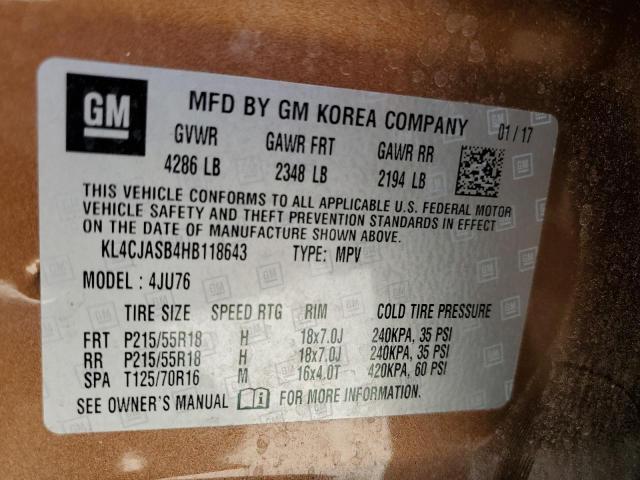 GM
MFD BY GM KOREA COMPANY 01/17
GVWR GAWR FRT GAWR RR
4286 LB 2348 LB 2194 LB
THIS VEHICLE CONFORMS TO ALL APPLICABLE U.S. FEDERAL MOTOR
VEHICLE SAFETY AND THEFT PREVENTION STANDARDS IN EFFECT
ON THE DATE OF MANUFACTURE SHOWN ABOVE.
KL4CJASB4HB118643 TYPE: MPV
MODEL : 4JU76
TIRE SIZE SPEED RTG RIM COLD TIRE PRESSURE
FRT P215/55R18 H 18x7.0J 240KPA, 35 PSI
RR P215/55R18 H 18x7.0J 240KPA, 35 PSI
SPA T125/70R16 M 16x4.0T 420KPA, 60 PSI
SEE OWNER'S MANUAL FOR MORE INFORMATION.